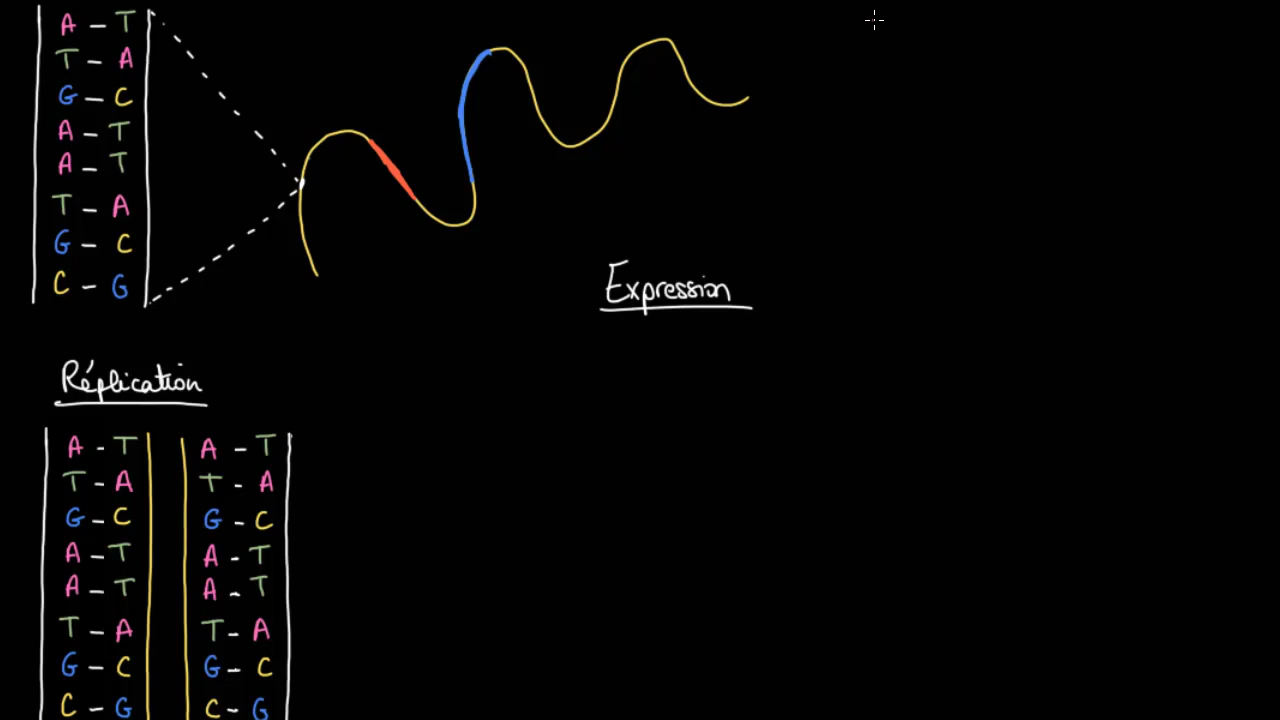 A - T
T - A
G - C
A - T
A - T
T - A
G - C
C - G
Expression
Réplication
A - T A - T
T - A T - A
G - C G - C
A - T A - T
A - T A - T
T - A T - A
G - C G - C
C - G C - G